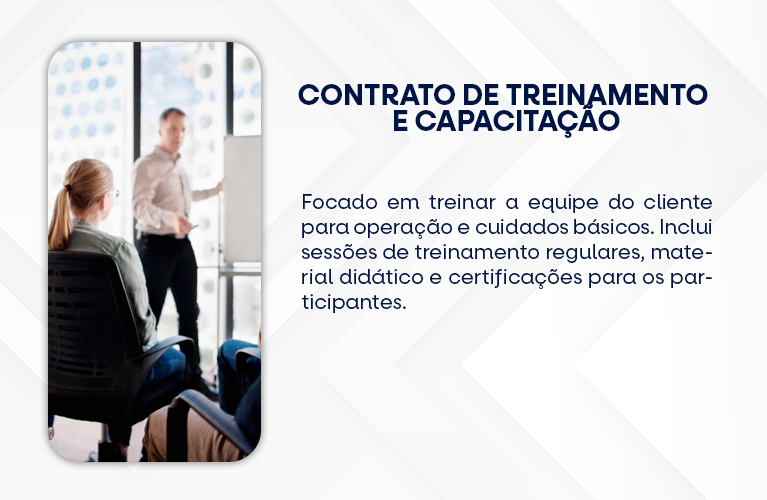 CONTRATO DE TREINAMENTO
E CAPACITAÇÃO
Focado em treinar a equipe do cliente
para operação e cuidados básicos. Inclui
sessões de treinamento regulares, mate-
rial didático e certificações para os par-
ticipantes.